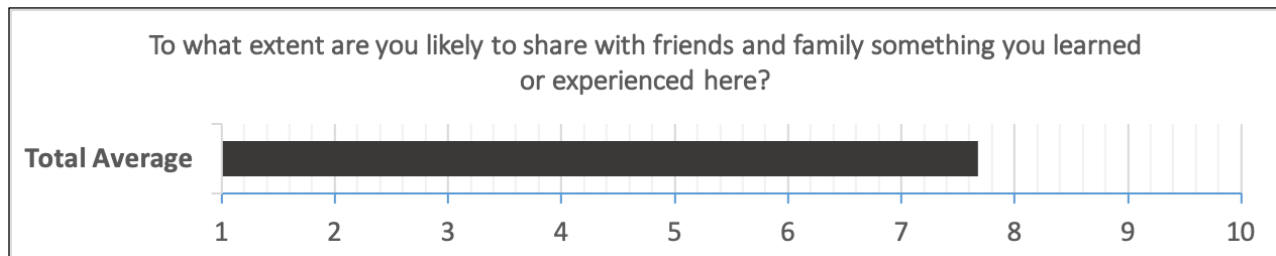 To what extent are you likely to share with friends and family something you learned
or experienced here?
Total Average
1 2 3 4 5 6 7 8 9 10